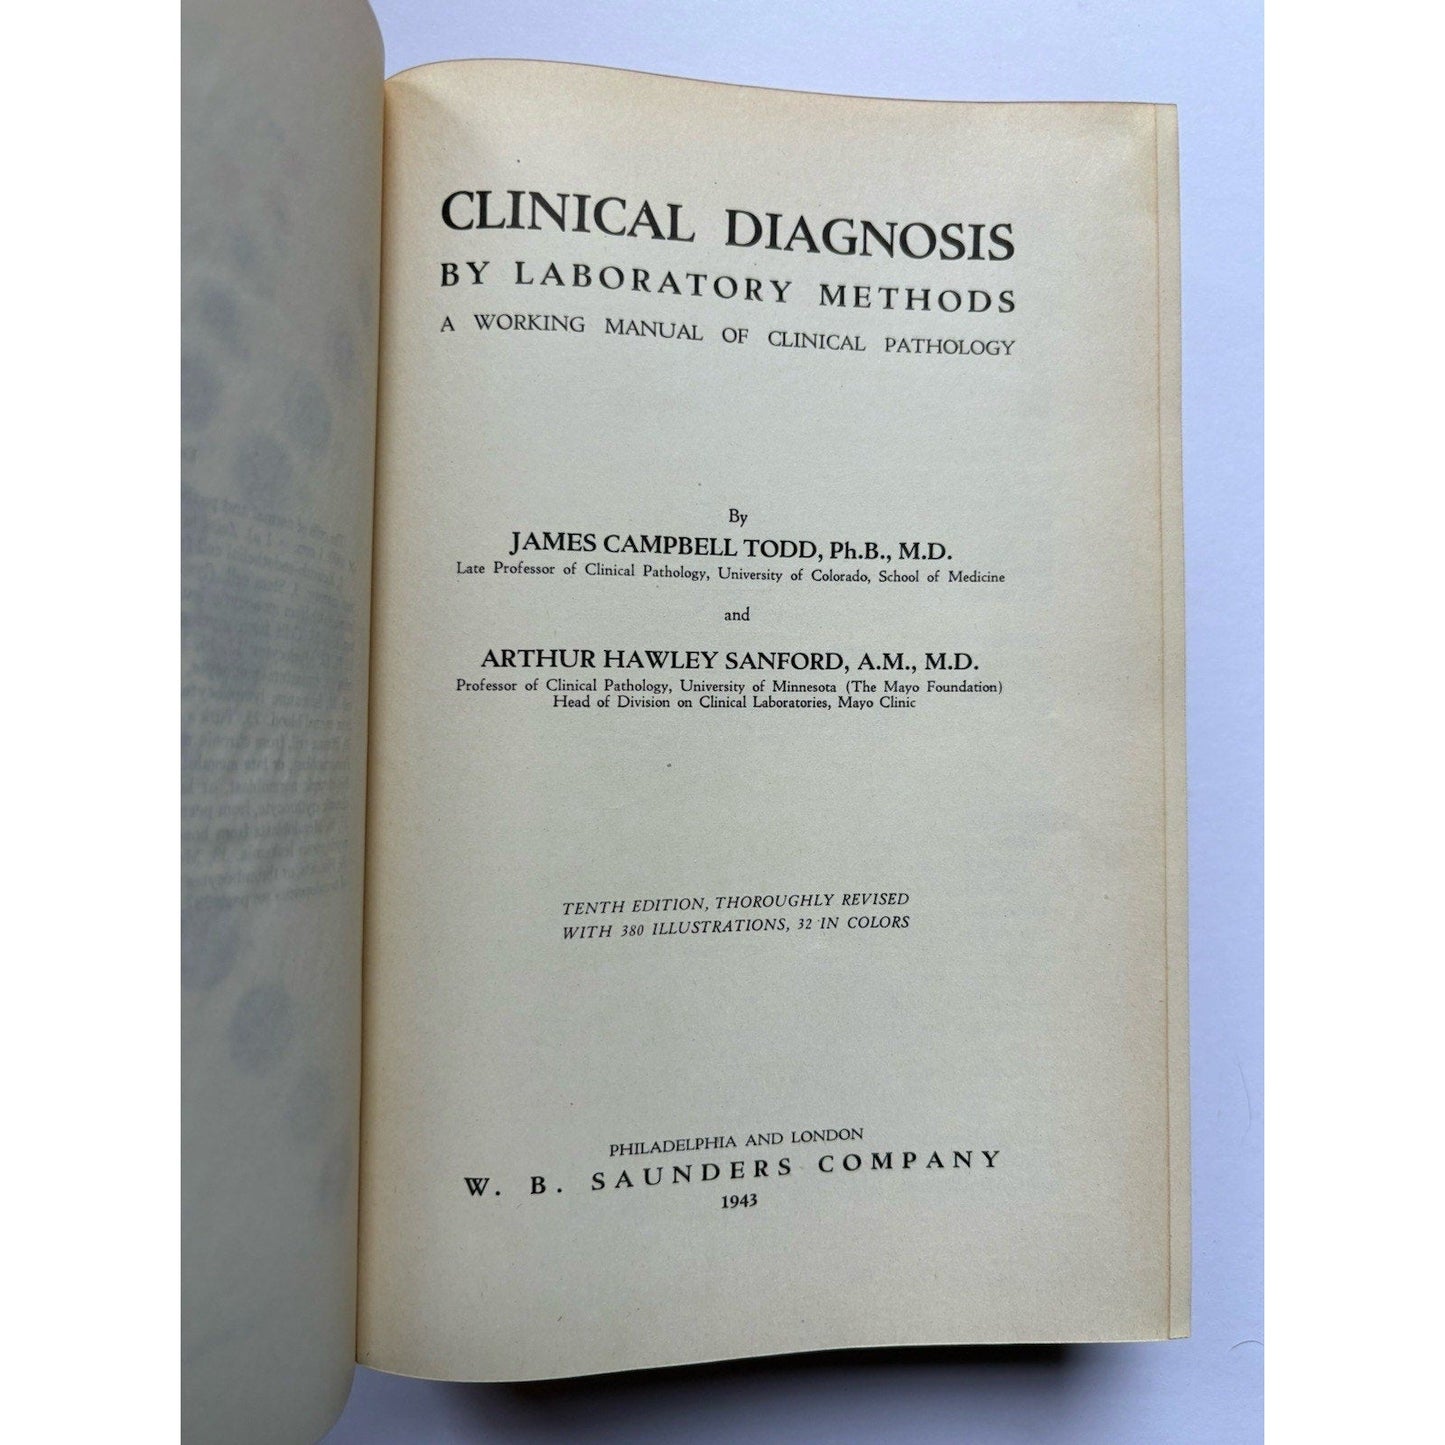 CLINICAL DIAGNOSIS
BY LABORATORY METHODS
A WORKING MANUAL OF CLINICAL PATHOLOGY
By
JAMES CAMPBELL TODD, Ph.B., M.D.
Late Professor of Clinical Pathology, University of Colorado, School of Medicine
and
ARTHUR HAWLEY SANFORD, A.M., M.D.
Professor of Clinical Pathology, University of Minnesota (The Mayo Foundation)
Head of Division on Clinical Laboratories, Mayo Clinic
TENTH EDITION, THOROUGHLY REVISED
WITH 380 ILLUSTRATIONS, 32 IN COLORS
PHILADELPHIA AND LONDON
W. B. SAUNDERS COMPANY
1943